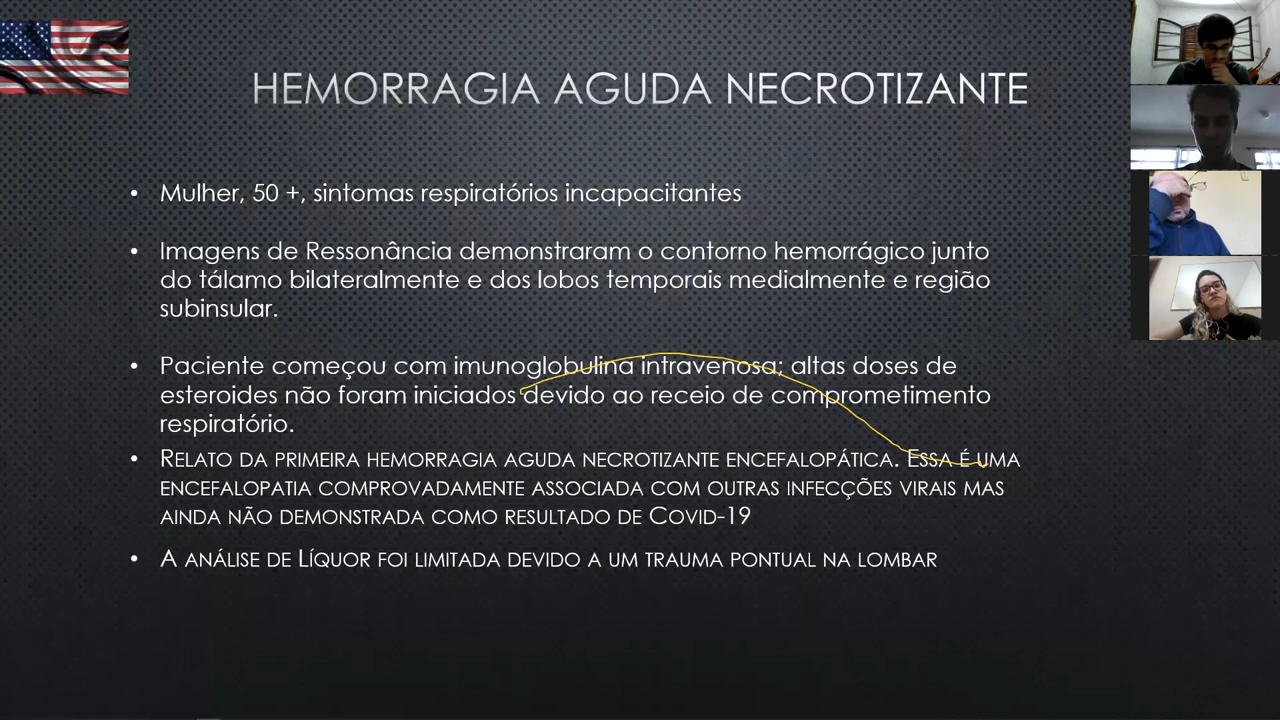 HEMORRAGIA AGUDA NECROTIZANTE
• Mulher, 50 +, sintomas respiratórios incapacitantes
• Imagens de Ressonância demonstraram o contorno hemorrágico junto
do tálamo bilateralmente e dos lobos temporais medialmente e região
subinsular.
• Paciente começou com imunoglobulina intravenosa; altas doses de
esteroides não foram iniciados devido ao receio de comprometimento
respiratório.
• RELATO DA PRIMEIRA HEMORRAGIA AGUDA NECROTIZANTE ENCEFALOPÁTICA. ESSA É UMA
ENCEFALOPATIA COMPROVADAMENTE ASSOCIADA COM OUTRAS INFECÇÕES VIRAIS MAS
AINDA NÃO DEMONSTRADA COMO RESULTADO DE COVID-19
• A ANÁLISE DE LÍQUOR FOI LIMITADA DEVIDO A UM TRAUMA PONTUAL NA LOMBAR